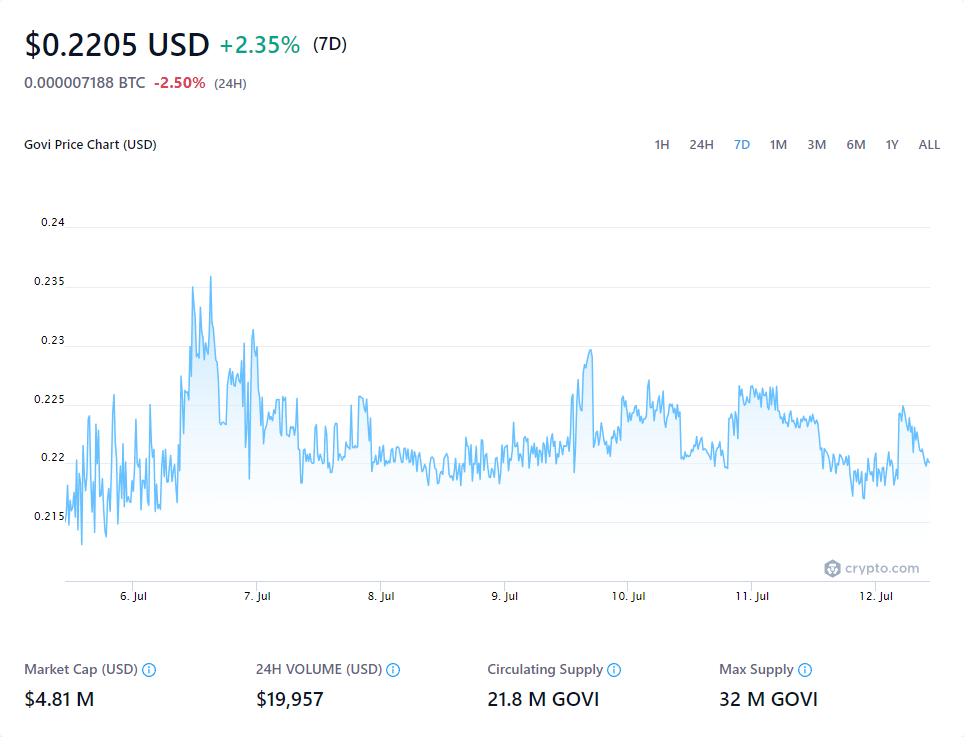 $0.2205 USD +2.35% (7D)
0.000007188 BTC -2.50% (24H)
Govi Price Chart (USD) 1H 24H 7D 1M 3M 6M 1Y ALL
0.24
0.235
0.23
0.225
0.22
0.215
crypto.com
6. Jul 7. Jul 8. Jul 9. Jul 10. Jul 11. Jul 12. Jul
Market Cap (USD) 24H VOLUME (USD) Circulating Supply Max Supply
$4.81 M $19,957 21.8 M GOVI 32 M GOVI